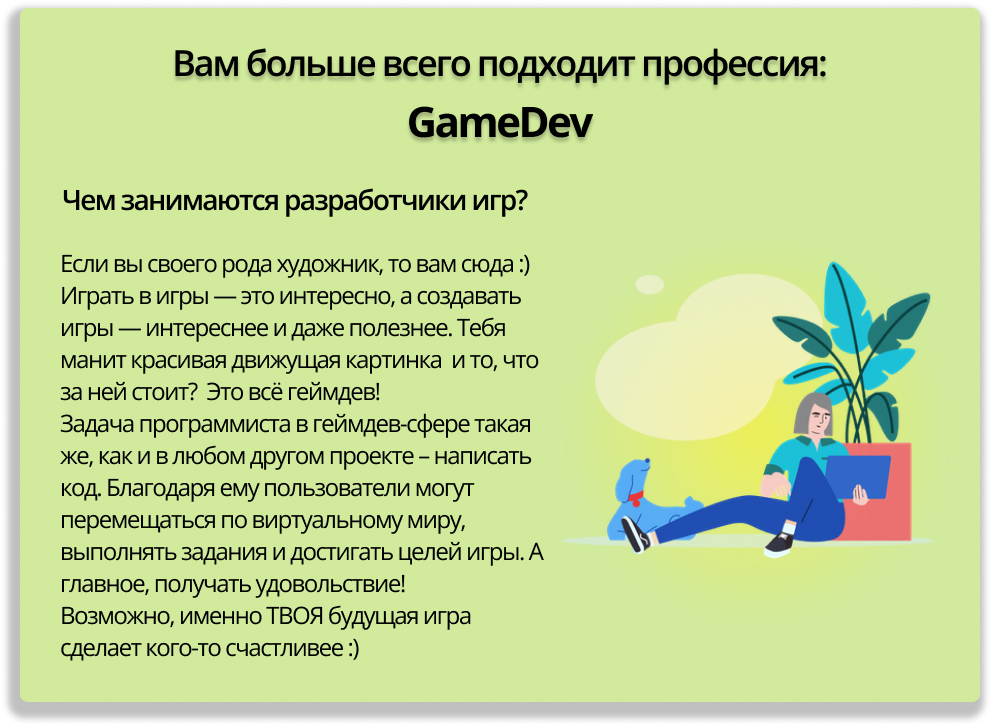 Вам больше всего подходит профессия:
GameDev
Чем занимаются разработчики игр?
Если вы своего рода художник, то вам сюда :)
Играть в игры — это интересно, а создавать
игры — интереснее и даже полезнее. Тебя
манит красивая движущая картинка  и то, что
за ней стоит?  Это всё геймдев!
Задача программиста в геймдев-сфере такая
же, как и в любом другом проекте – написать
код. Благодаря ему пользователи могут
перемещаться по виртуальному миру,
выполнять задания и достигать целей игры. А
главное, получать удовольствие!
Возможно, именно ТВОЯ будущая игра
сделает кого-то счастливее :)